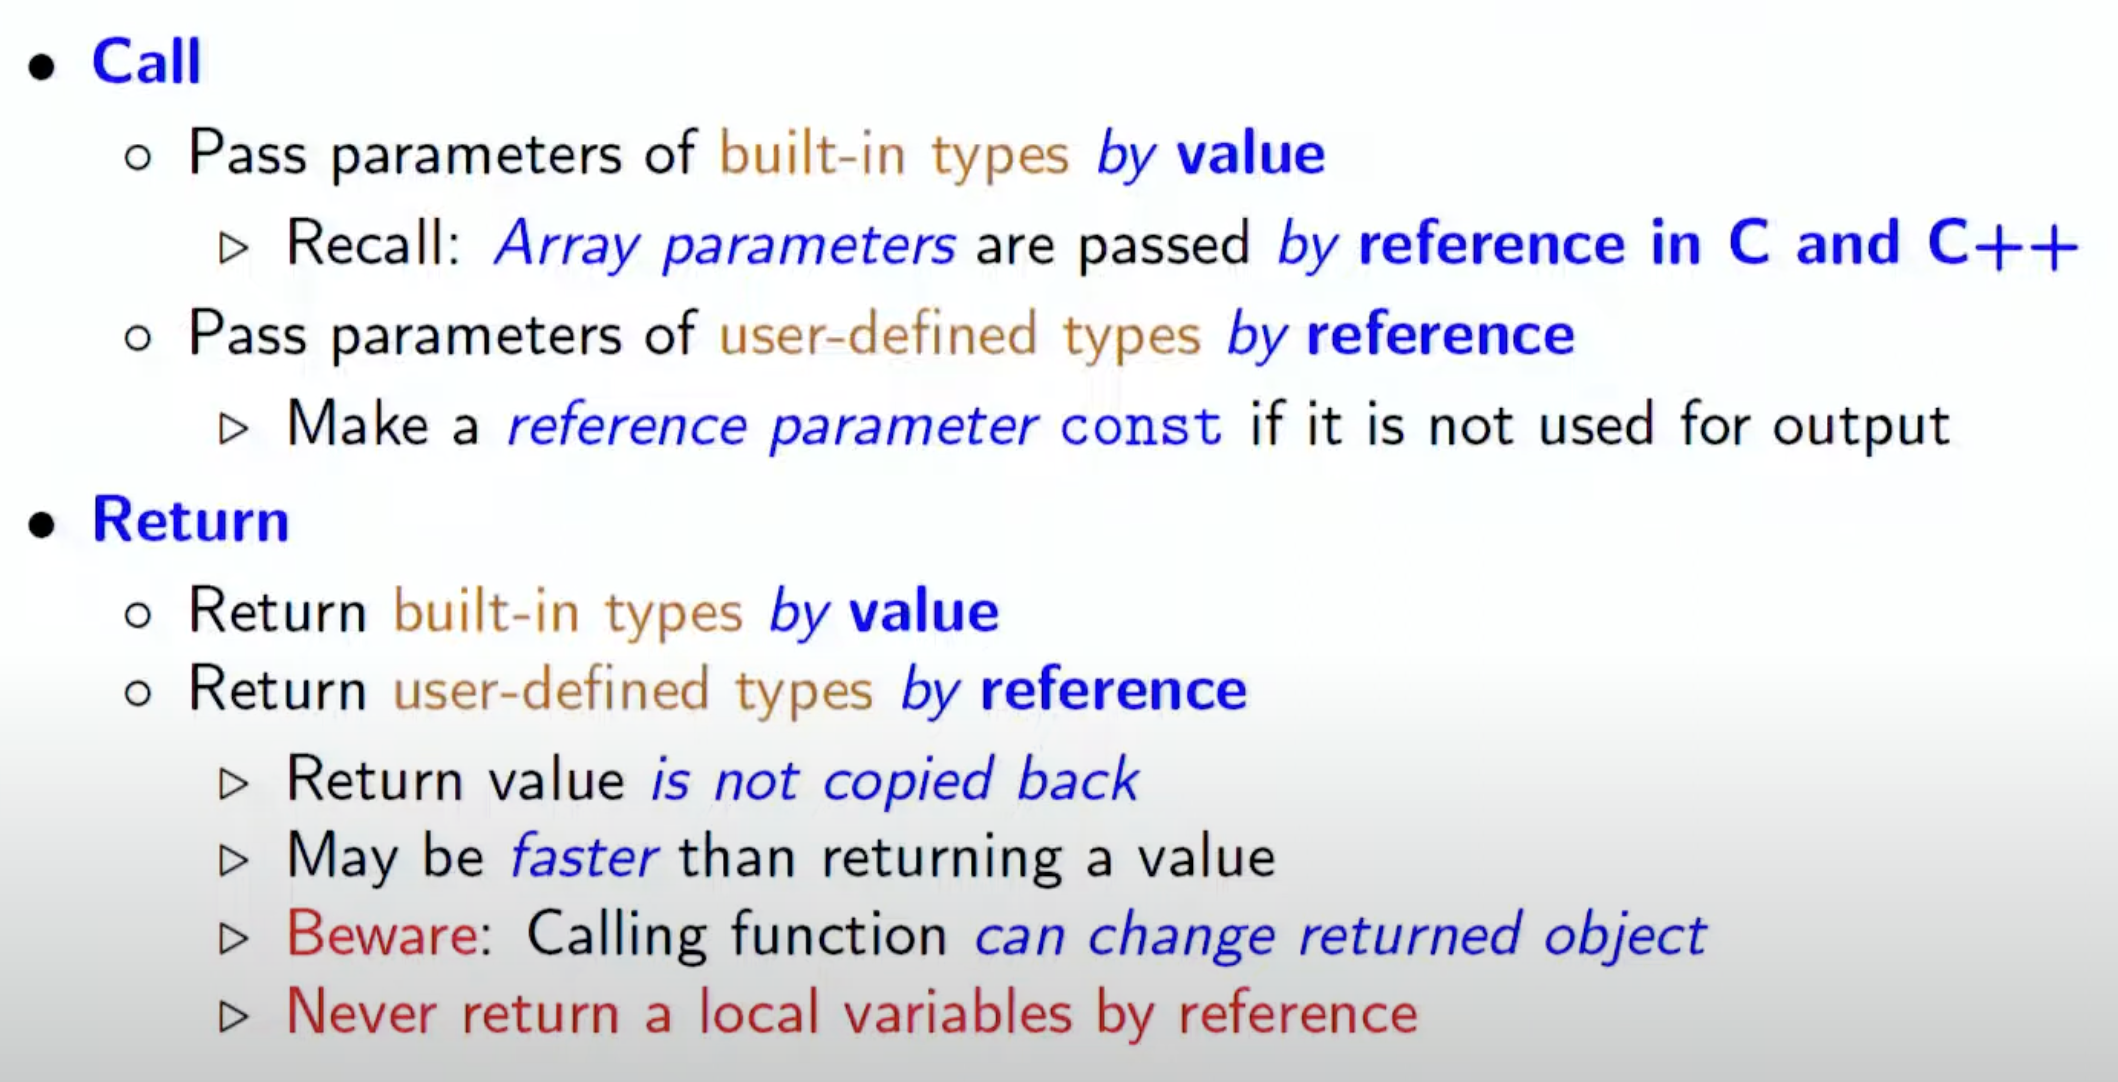 • Call
◦ Pass parameters of built-in types by value
▷ Recall: Array parameters are passed by reference in C and C++
◦ Pass parameters of user-defined types by reference
▷ Make a reference parameter const if it is not used for output
• Return
◦ Return built-in types by value
◦ Return user-defined types by reference
▷ Return value is not copied back
▷ May be faster than returning a value
▷ Beware: Calling function can change returned object
▷ Never return a local variables by reference